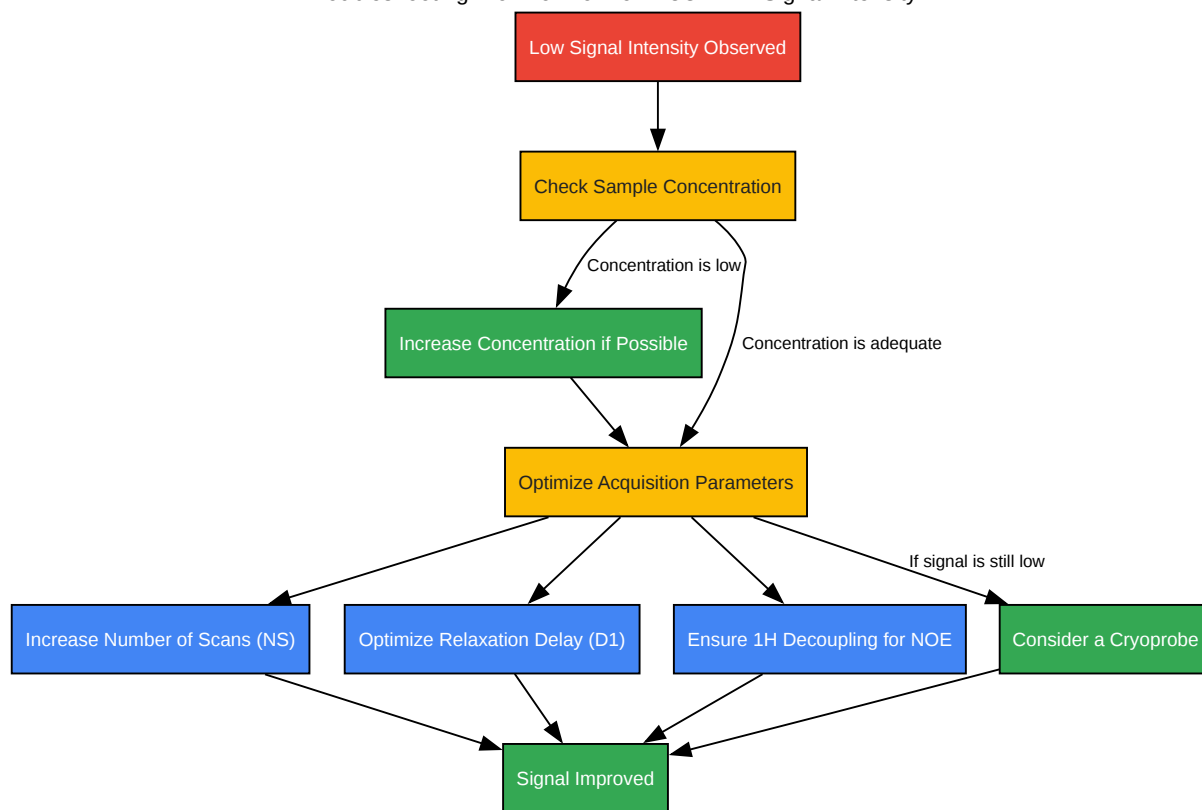 Low Signal Intensity Observed
Check Sample Concentration
Concentration is low
Increase Concentration if Possible
Concentration is adequate
Optimize Acquisition Parameters
If signal is still low
Increase Number of Scans (NS)
Optimize Relaxation Delay (D1)
Ensure 1H Decoupling for NOE
Consider a Cryoprobe
Signal Improved